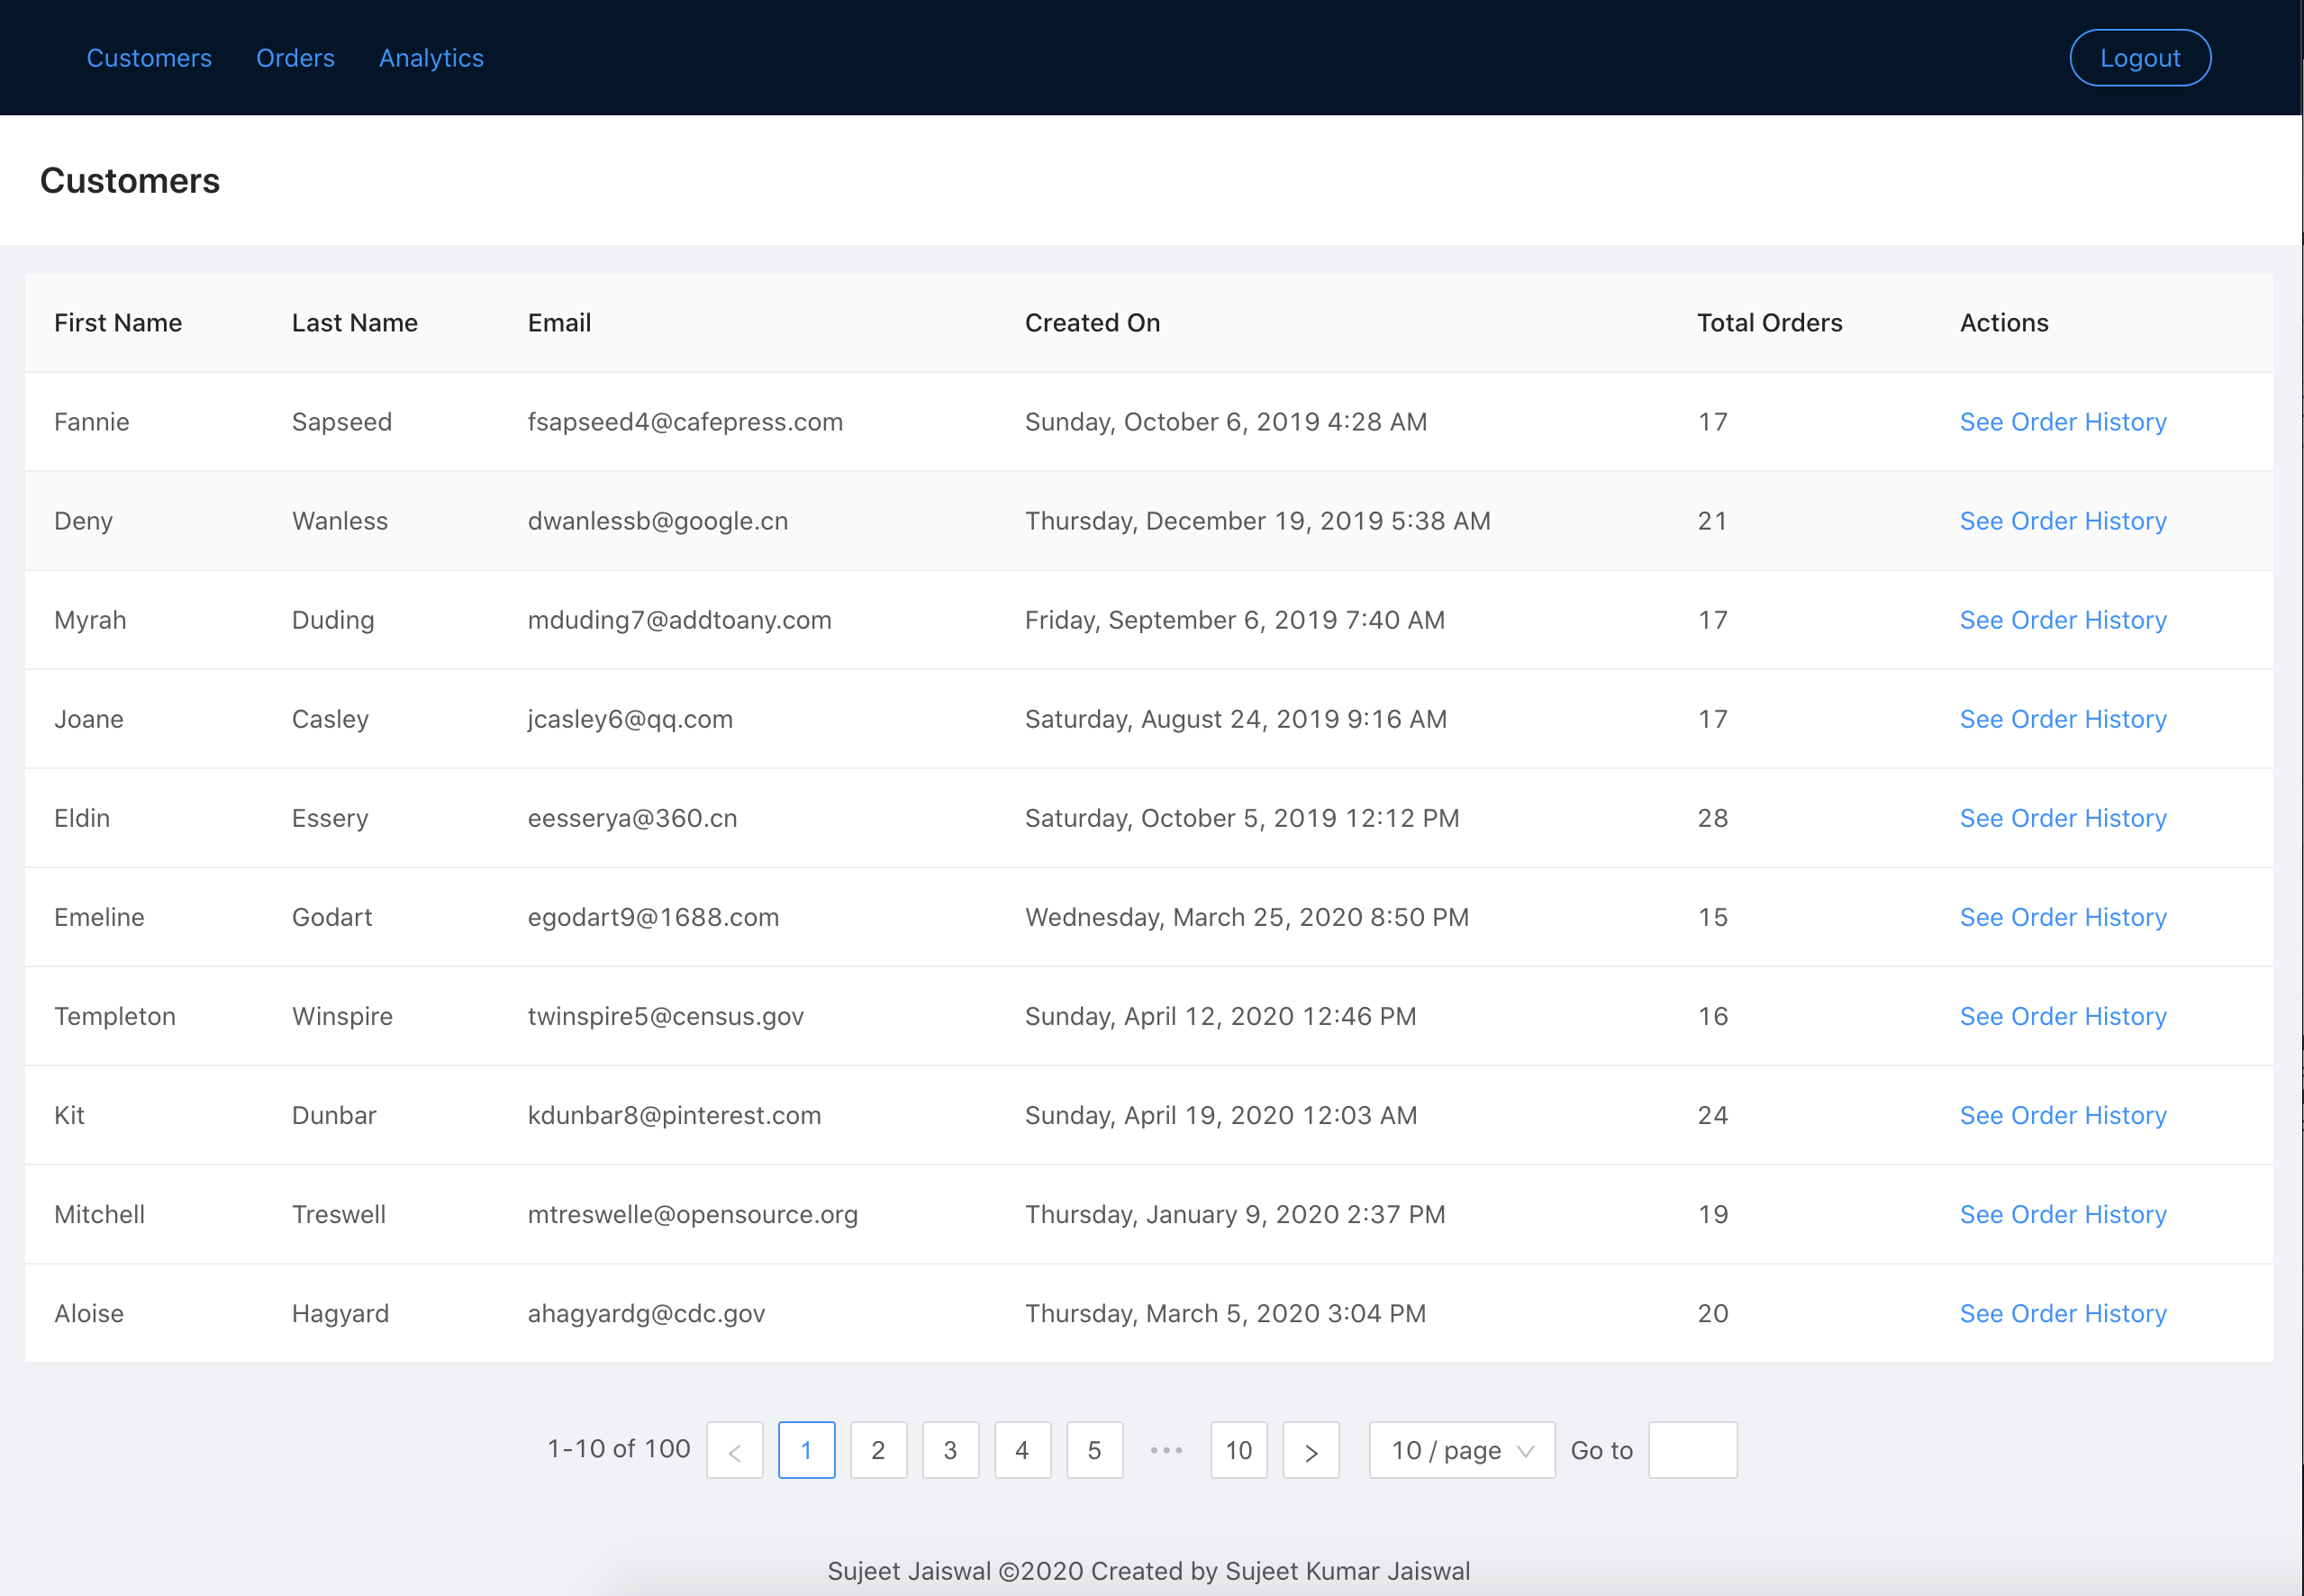 Customers Orders Analytics Logout
Customers
First Name Last Name Email Created On Total Orders Actions
Fannie Sapseed fsapseed4@cafepress.com Sunday, October 6, 2019 4:28 AM 17 See Order History
Deny Wanless dwanlessb@google.cn Thursday, December 19, 2019 5:38 AM 21 See Order History
Myrah Duding mduding7@addtoany.com Friday, September 6, 2019 7:40 AM 17 See Order History
Joane Casley jcasley6@qq.com Saturday, August 24, 2019 9:16 AM 17 See Order History
Eldin Essery eesserya@360.cn Saturday, October 5, 2019 12:12 PM 28 See Order History
Emeline Godart egodart9@1688.com Wednesday, March 25, 2020 8:50 PM 15 See Order History
Templeton Winspire twinspire5@census.gov Sunday, April 12, 2020 12:46 PM 16 See Order History
Kit Dunbar kdunbar8@pinterest.com Sunday, April 19, 2020 12:03 AM 24 See Order History
Mitchell Treswell mtreswelle@opensource.org Thursday, January 9, 2020 2:37 PM 19 See Order History
Aloise Hagyard ahagyardg@cdc.gov Thursday, March 5, 2020 3:04 PM 20 See Order History
1-10 of 100 < 1 2 3 4 5 ••• 10 > 10 / page Go to
Sujeet Jaiswal ©2020 Created by Sujeet Kumar Jaiswal